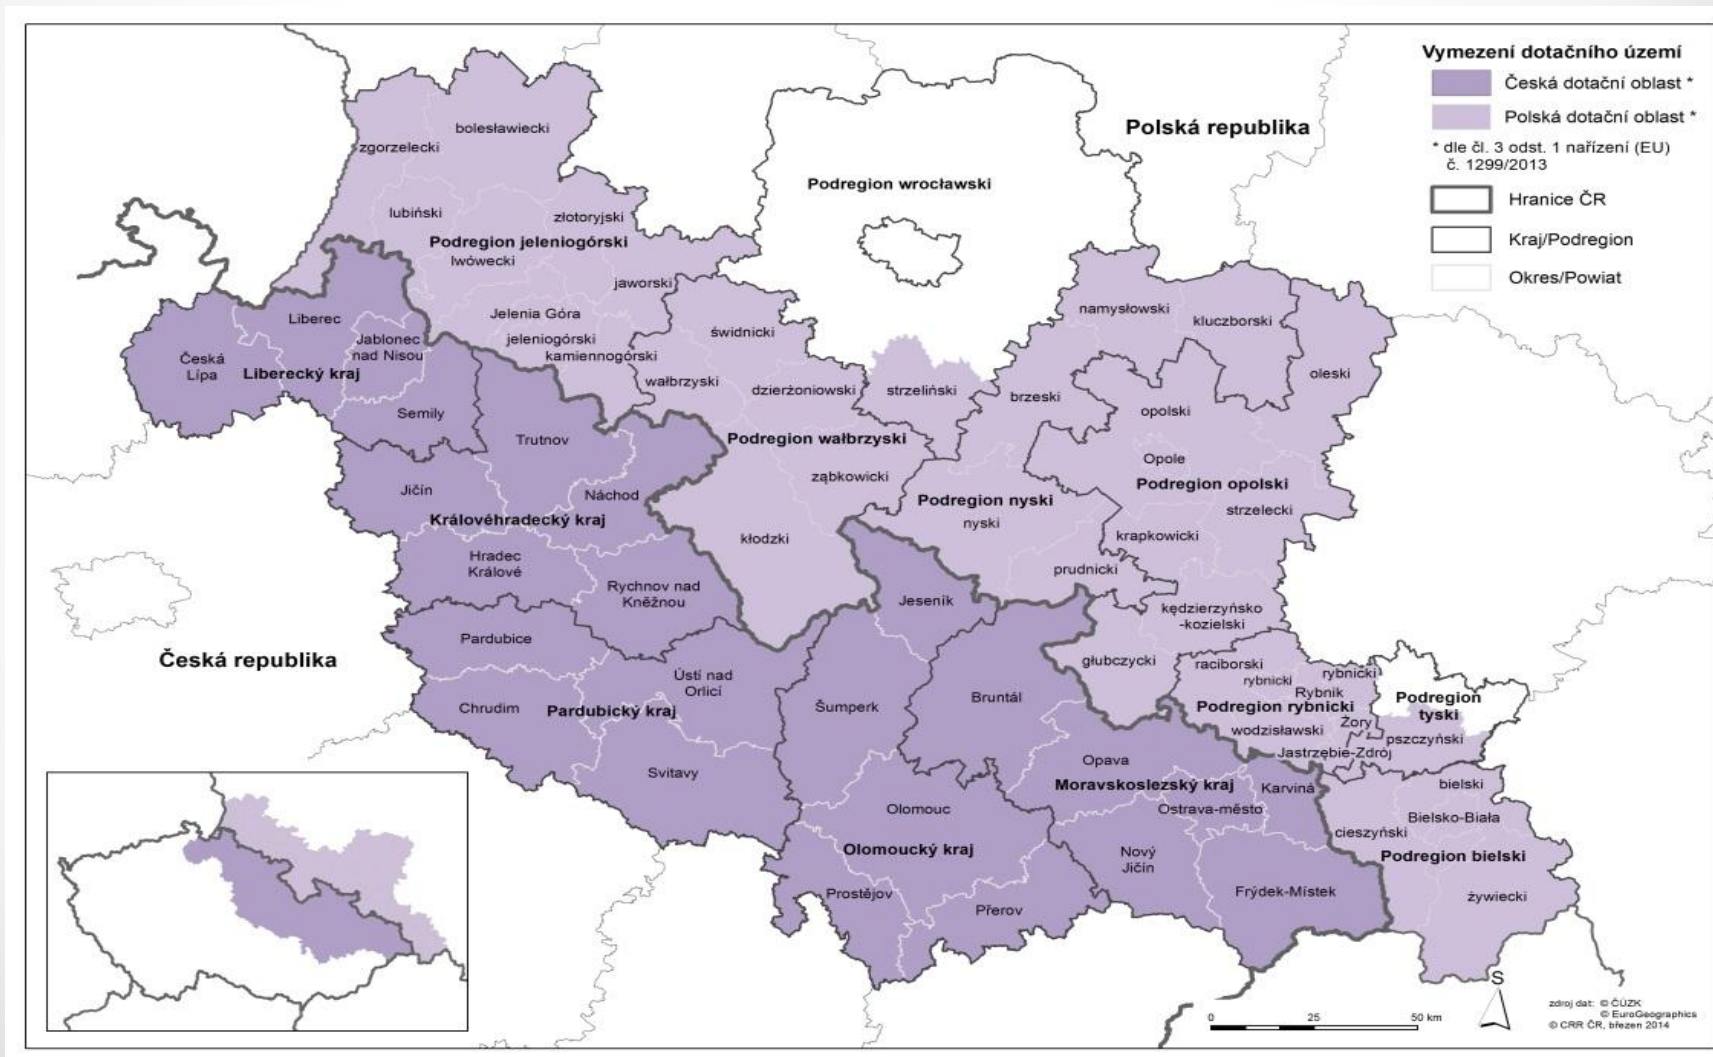 Vymezení dotačního území
Česká dotační oblast *
Polská dotační oblast *
* dle čl. 3 odst. 1 nařízení (EU)
č. 1299/2013
Hranice ČR
Kraj/Podregion
Okres/Powiat
Polská republika
bolesławiecki
zgorzelecki
Podregion wrocławski
lubiński
złotoryjski
Podregion jeleniogórski
lwówecki
jaworski
Jelenia Góra
jeleniogórski
kamiennogórski
świdnicki
wałbrzyski
dzierżoniowski
strzeliński
Podregion wałbrzyski
ząbkowicki
kłodzki
namysłowski
kluczborski
oleski
brzeski
opolski
Opole
Podregion opolski
strzelecki
Podregion nyski
nyski
krapkowicki
prudnicki
kędzierzyńsko
-kozielski
głubczycki
raciborski
rybnicki
rybnicki
Rybnik
Podregion rybnicki
Żory
wodzisławski
Jastrzębie-Zdrój
Podregion
tyski
pszczyński
bielski
Bielsko-Biała
cieszyński
Podregion bielski
żywiecki
Liberec
Jablonec
nad Nisou
Česká
Lípa
Liberecký kraj
Semily
Trutnov
Jičín
Náchod
Královéhradecký kraj
Hradec
Králové
Rychnov nad
Kněžnou
Česká republika
Pardubice
Ústí nad
Orlicí
Chrudim
Pardubický kraj
Svitavy
Jeseník
Šumperk
Bruntál
Opava
Moravskoslezský kraj
Karviná
Ostrava-město
Olomouc
Olomoucký kraj
Nový
Jičín
Prostějov
Přerov
Frýdek-Místek
S
0 25 50 km
zdroj dat: © ČÚZK
© EuroGeographics
© CRR ČR, březen 2014